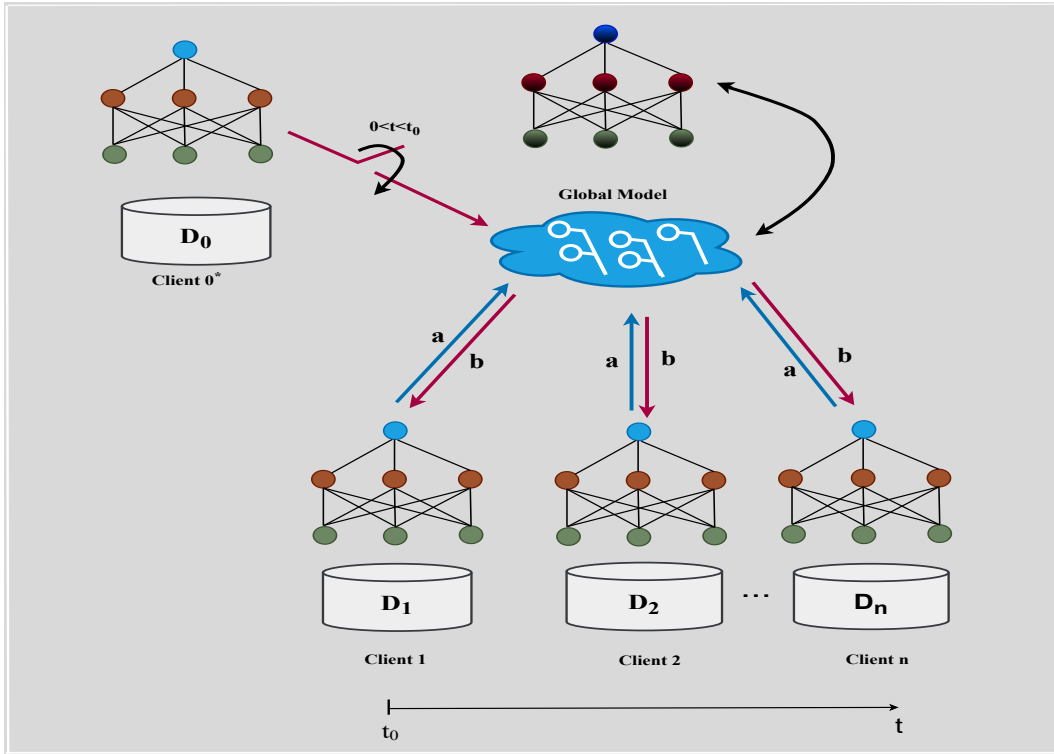 0<t<t₀
Global Model
D₀
Client 0*
a
b
a
b
a
b
D₁
D₂
...
Dₙ
Client 1
Client 2
Client n
t₀
t